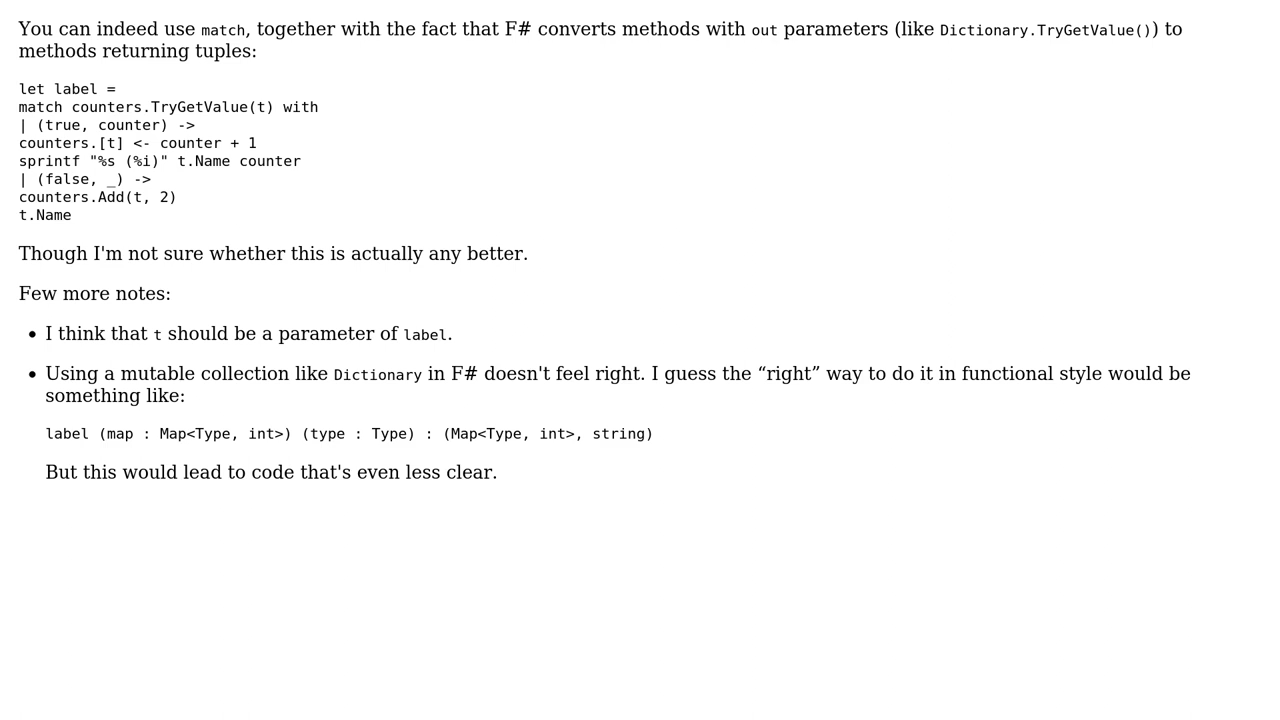 You can indeed use match, together with the fact that F# converts methods with out parameters (like Dictionary.TryGetValue()) to
methods returning tuples:
let label =
match counters.TryGetValue(t) with
| (true, counter) ->
counters.[t] <- counter + 1
sprintf "%s (%i)" t.Name counter
| (false, _) ->
counters.Add(t, 2)
t.Name
Though I'm not sure whether this is actually any better.
Few more notes:
• I think that t should be a parameter of label.
• Using a mutable collection like Dictionary in F# doesn't feel right. I guess the “right” way to do it in functional style would be
something like:
label (map : Map<Type, int>) (type : Type) : (Map<Type, int>, string)
But this would lead to code that's even less clear.